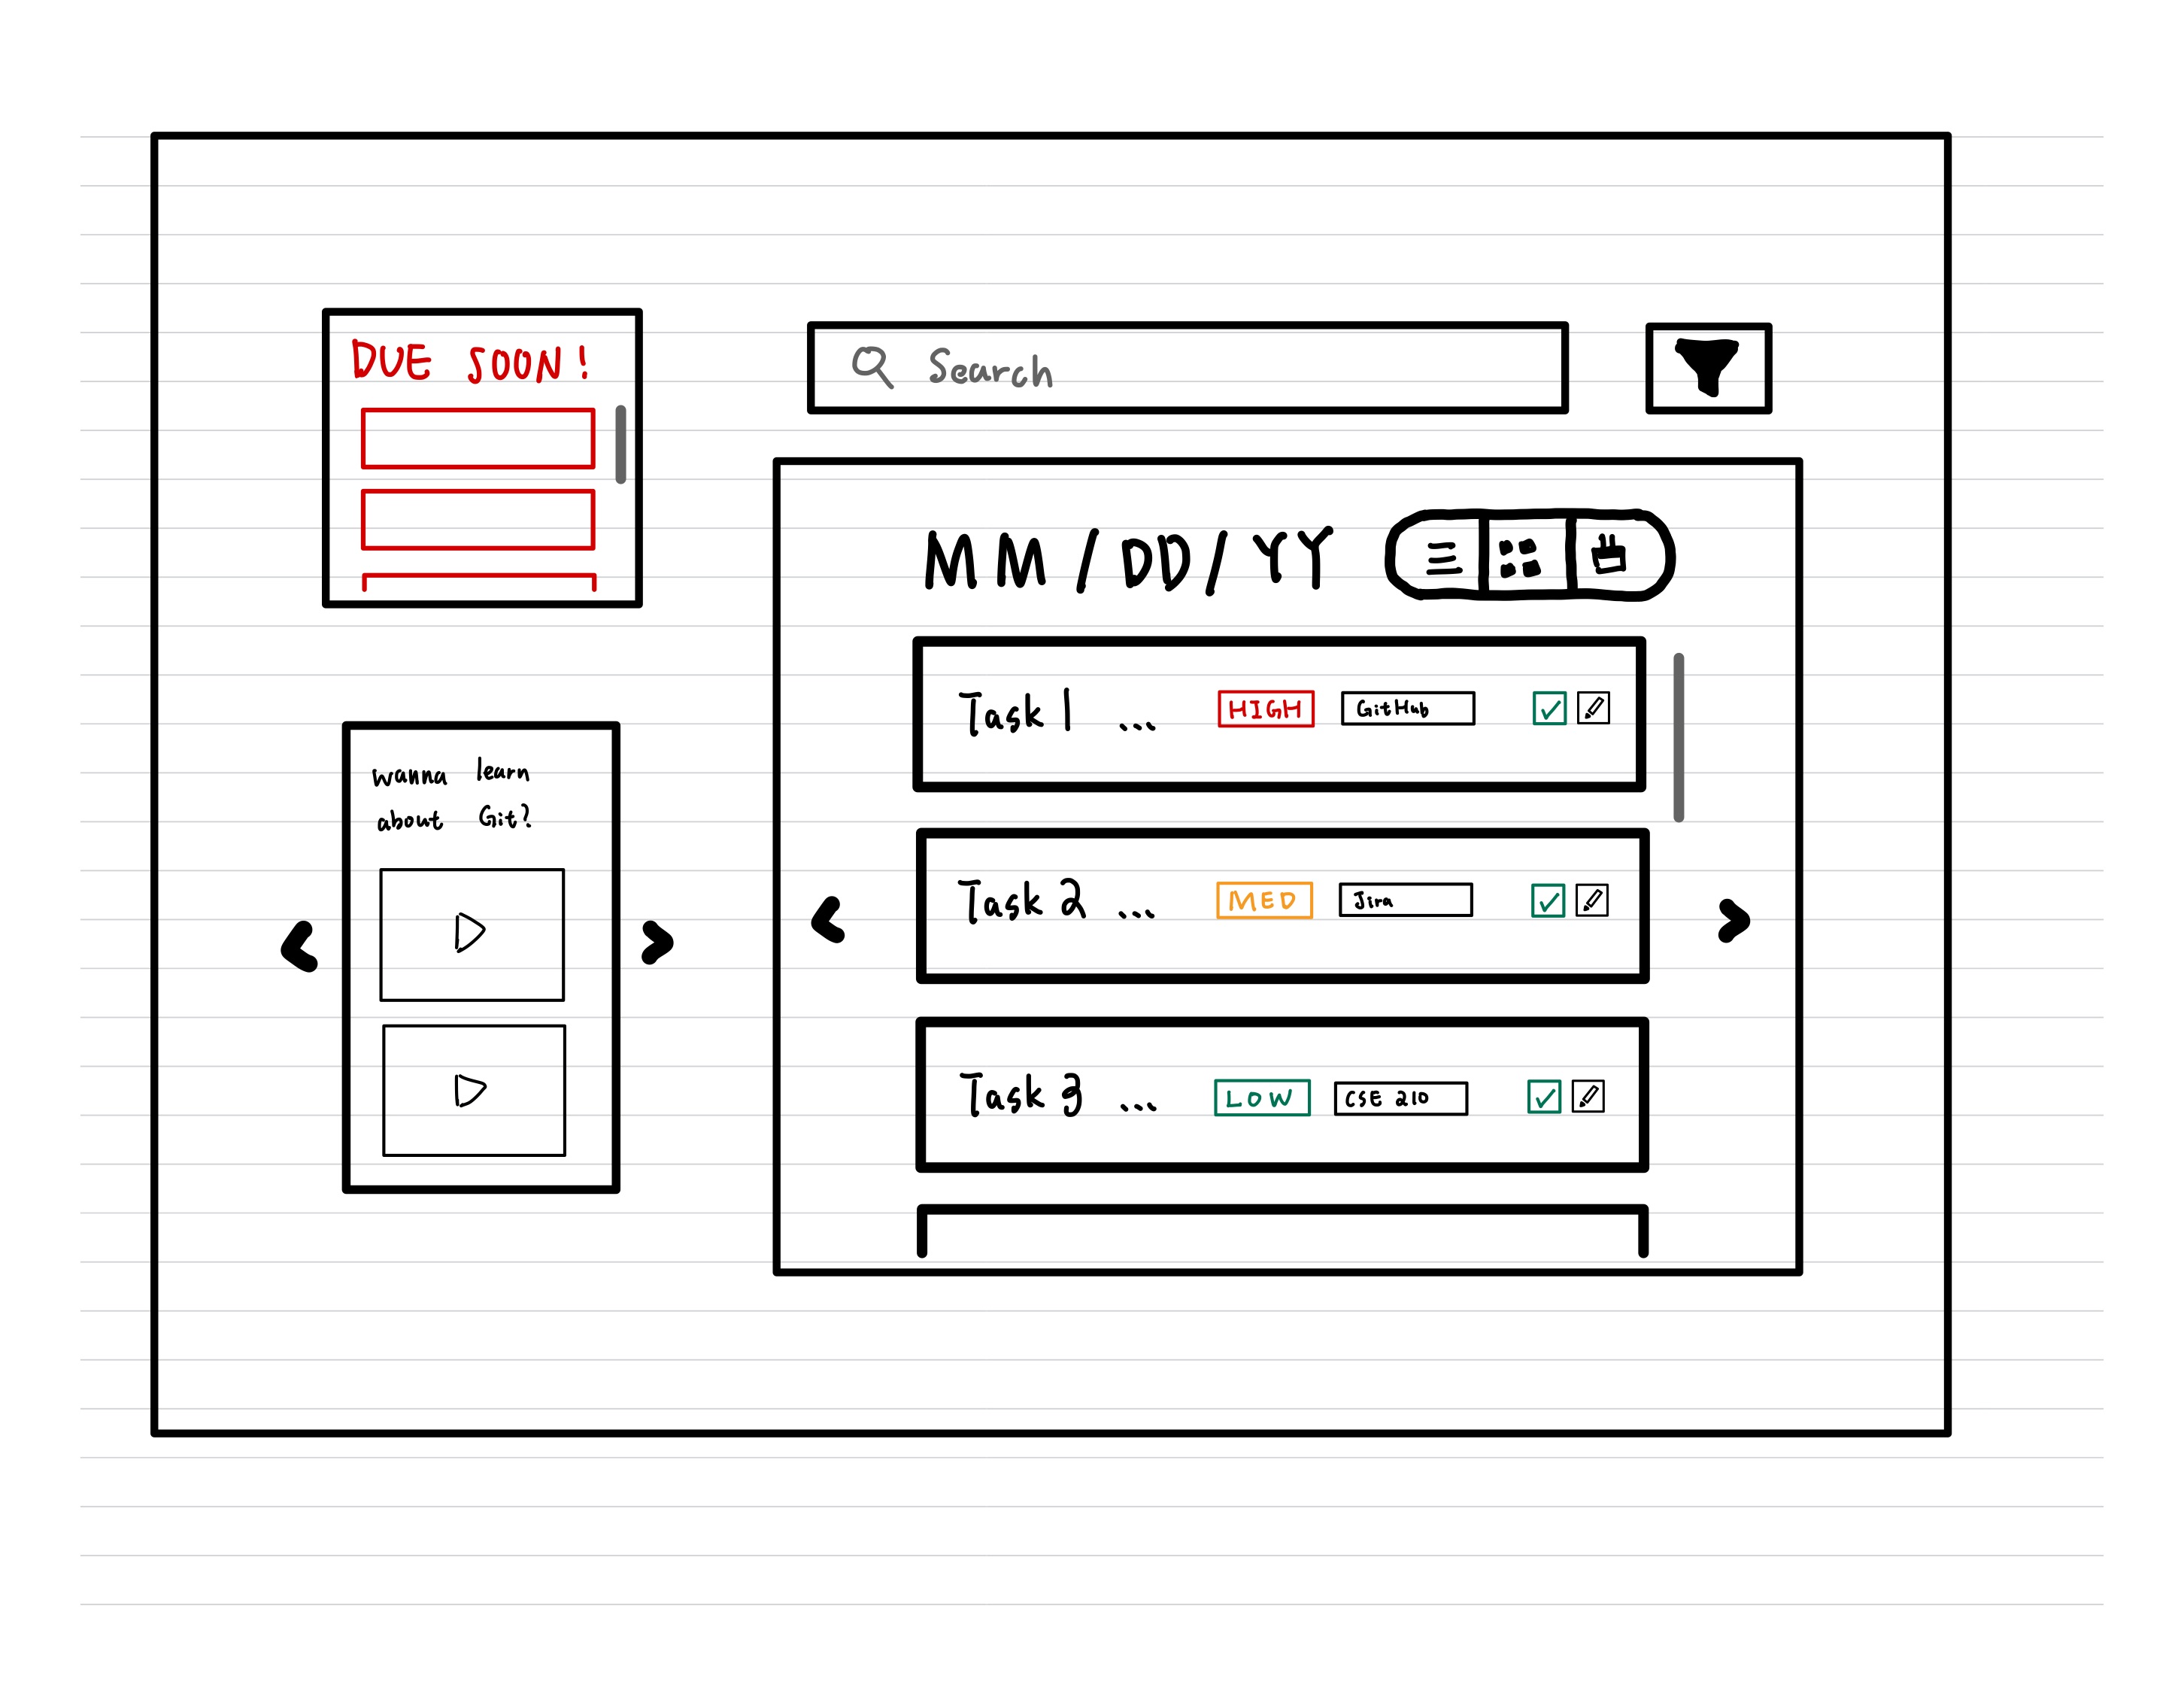 DUE SOON!
Search
MM/DD/YY
Task 1 ... HIGH GitHub
Wanna learn
about Git?
Task 2 ... MED Jira
Task 3 ... LOW CSE 210